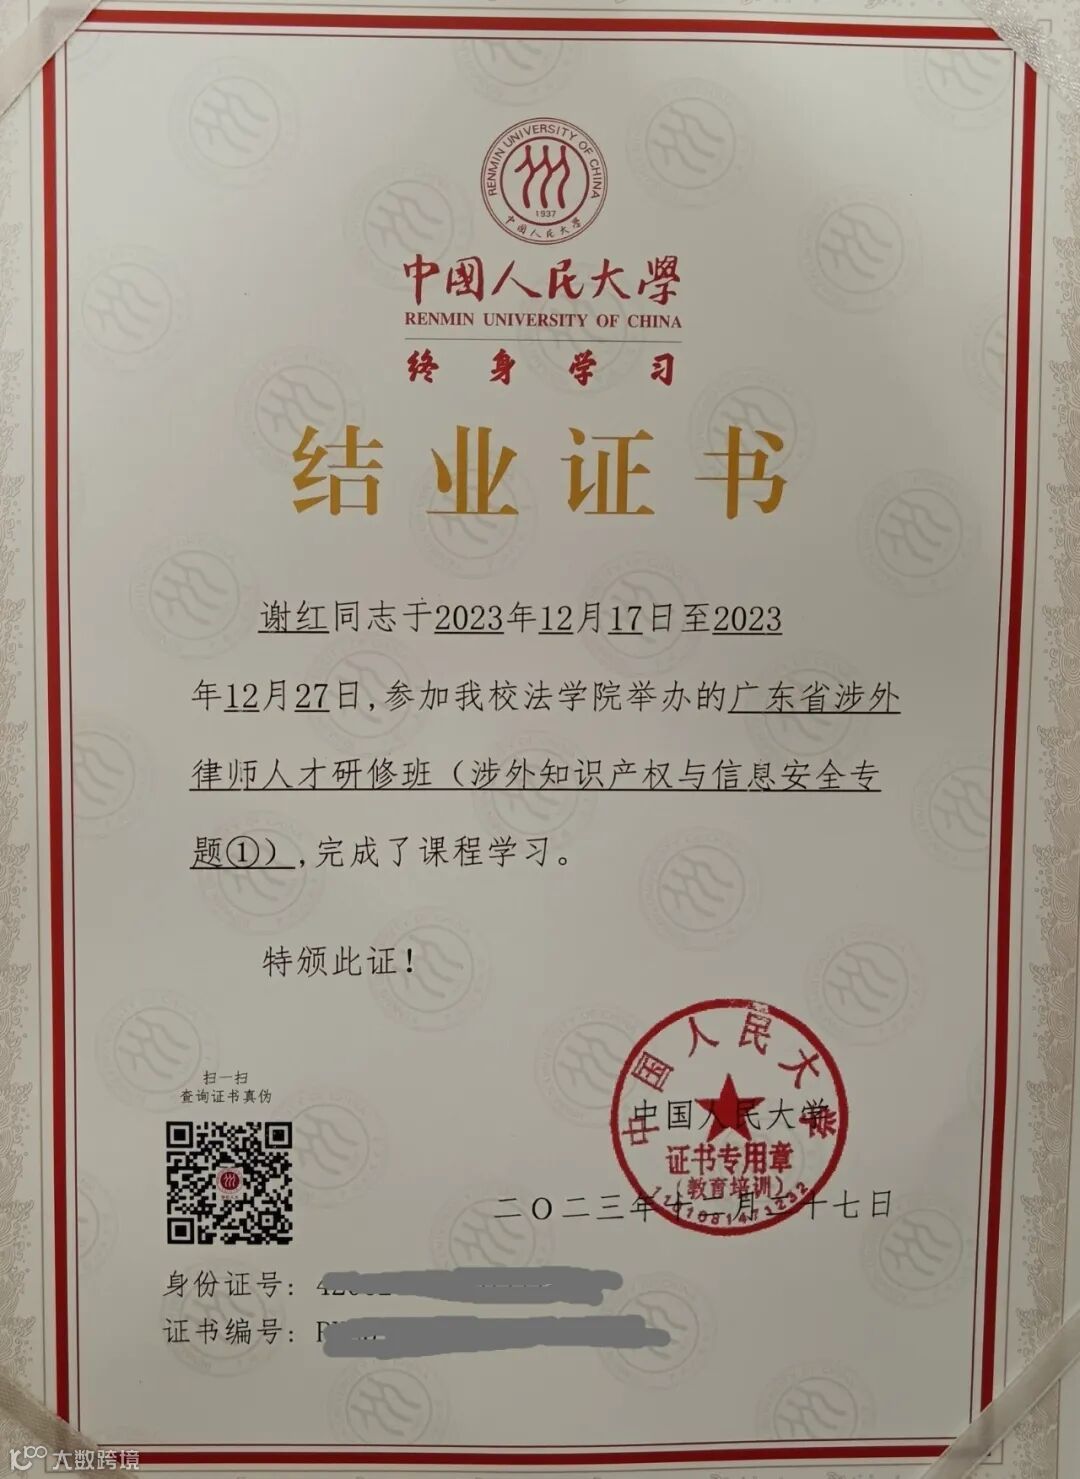 RENMIN UNIVERSITY OF CHINA
1937
中国人民大学
中國人民大學
RENMIN UNIVERSITY OF CHINA
终身学习
结业证书
谢红同志于2023年12月17日至2023
年12月27日,参加我校法学院举办的广东省涉外
律师人才研修班（涉外知识产权与信息安全专
题①）,完成了课程学习。
特颁此证！
扫一扫
查询证书真伪
中国人民大学
中国人民大学
证书专用章
（教育培训）
二〇二三年十二月二十七日
身份证号：
证书编号：
大数跨境